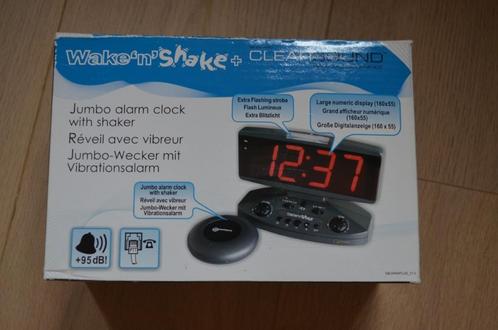 Wake 'n' Shake + CLEARSOUND
Jumbo alarm clock
with shaker
Réveil avec vibreur
Jumbo-Wecker mit
Vibrationsalarm
Extra Flashing strobe
Flash Lumineux
Extra Blitzlicht
Large numeric display (160x55)
Grand afficheur numérique
(160x55)
Große Digitalanzeige (160 x 55)
12:37
Jumbo alarm clock
with shaker
Réveil avec vibreur
Jumbo-Wecker mit
Vibrationsalarm
+95 dB!